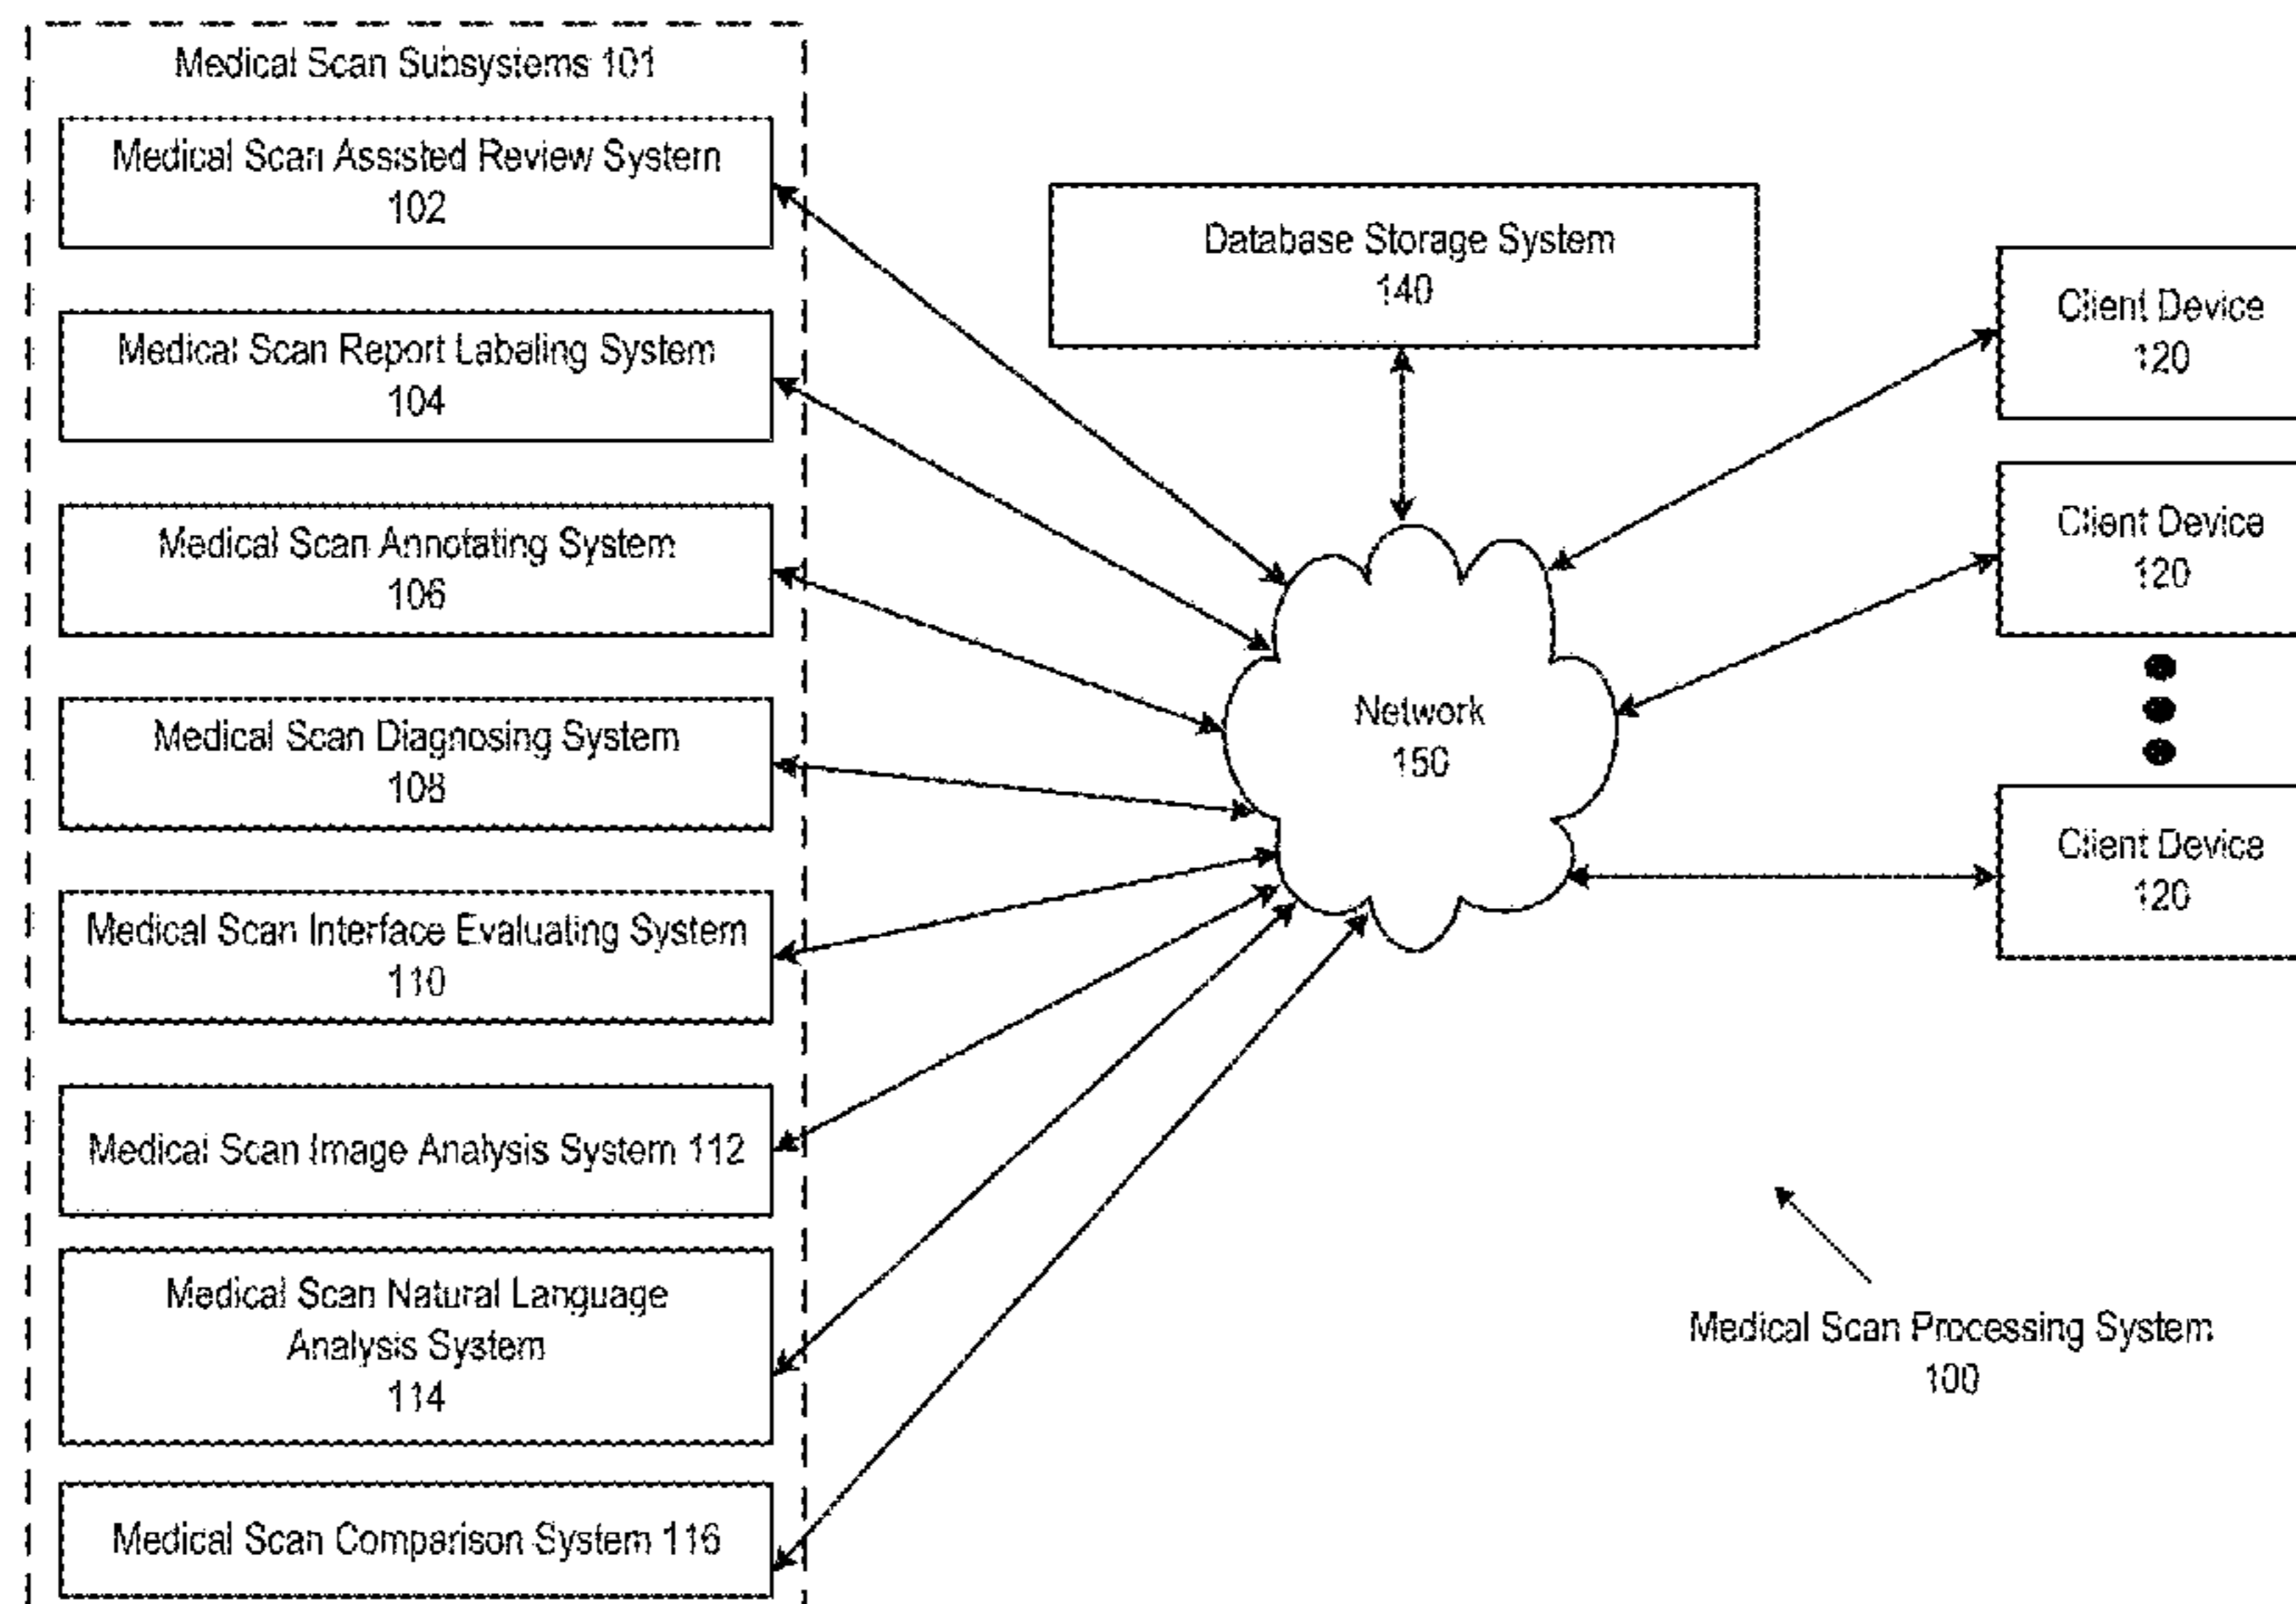 Medical Scan Subsystems 101
Medical Scan Assisted Review System
102
Medical Scan Report Labeling System
104
Medical Scan Annotating System
106
Medical Scan Diagnosing System
108
Medical Scan Interface Evaluating System
110
Medical Scan Image Analysis System 112
Medical Scan Natural Language
Analysis System
114
Medical Scan Comparison System 116
Database Storage System
140
Network
150
Client Device
120
Client Device
120
Client Device
120
Medical Scan Processing System
100